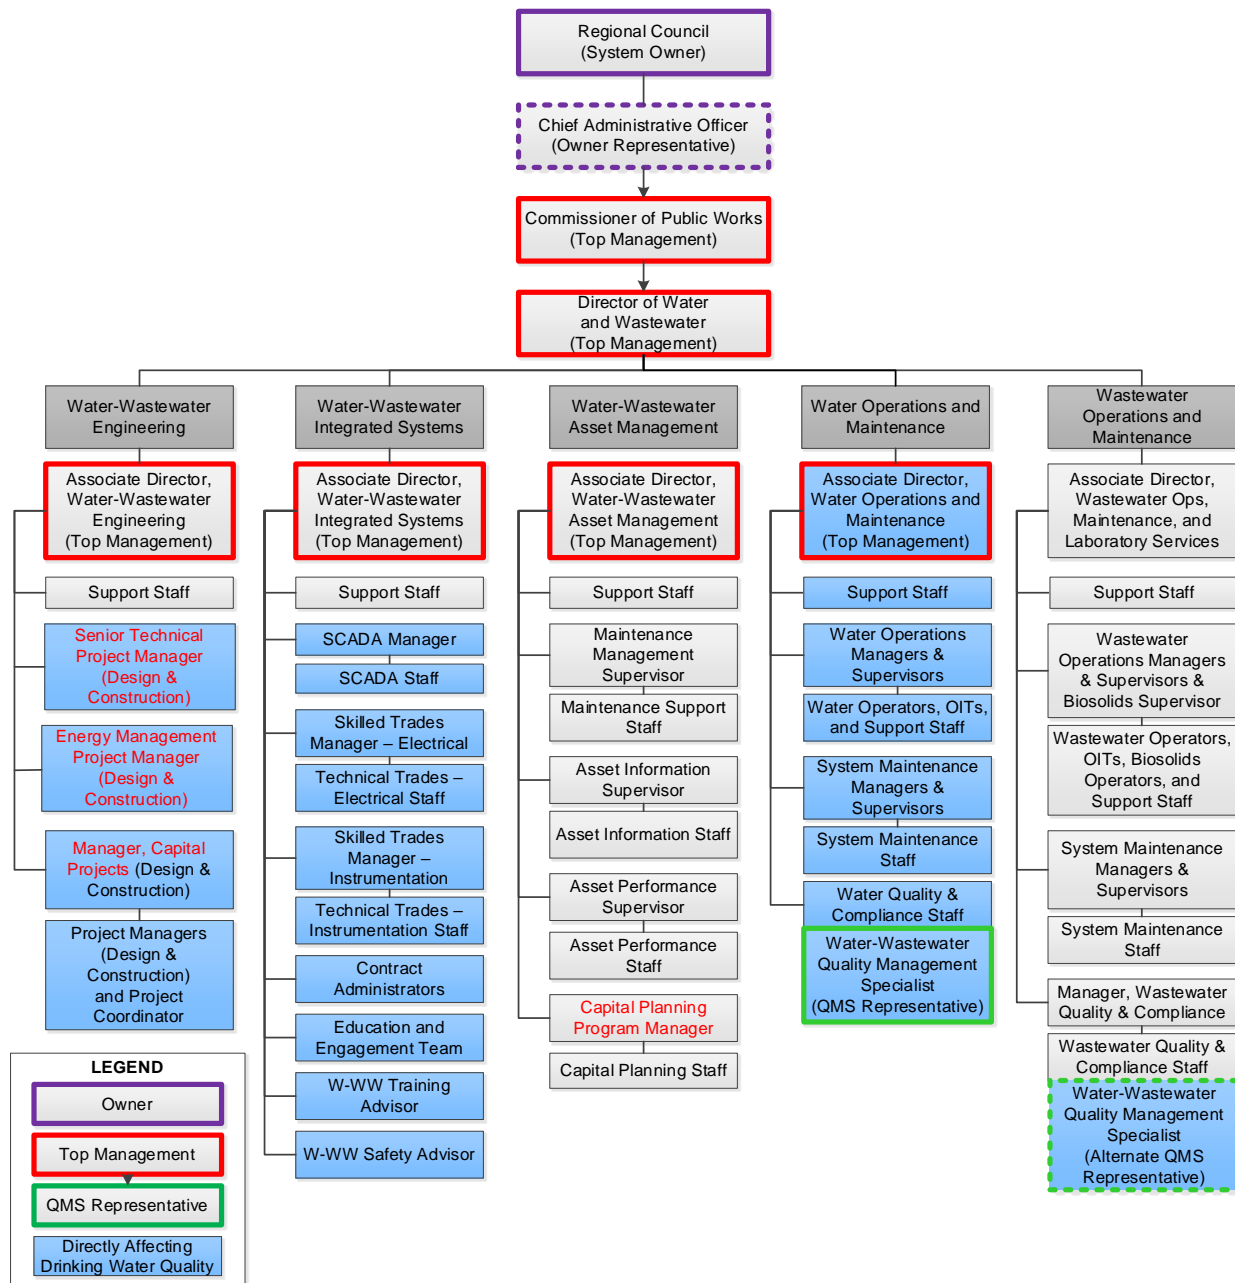 Regional Council
(System Owner)
Chief Administrative Officer
(Owner Representative)
Commissioner of Public Works
(Top Management)
Director of Water
and Wastewater
(Top Management)
Water-Wastewater
Engineering
Associate Director,
Water-Wastewater
Engineering
(Top Management)
Support Staff
Senior Technical
Project Manager
(Design &
Construction)
Energy Management
Project Manager
(Design &
Construction)
Manager, Capital
Projects (Design &
Construction)
Project Managers
(Design &
Construction)
and Project
Coordinator
Water-Wastewater
Integrated Systems
Associate Director,
Water-Wastewater
Integrated Systems
(Top Management)
Support Staff
SCADA Manager
SCADA Staff
Skilled Trades
Manager – Electrical
Technical Trades –
Electrical Staff
Skilled Trades
Manager –
Instrumentation
Technical Trades –
Instrumentation Staff
Contract
Administrators
Education and
Engagement Team
W-WW Training
Advisor
W-WW Safety Advisor
Water-Wastewater
Asset Management
Associate Director,
Water-Wastewater
Asset Management
(Top Management)
Support Staff
Maintenance
Management
Supervisor
Maintenance Support
Staff
Asset Information
Supervisor
Asset Information Staff
Asset Performance
Supervisor
Asset Performance
Staff
Capital Planning
Program Manager
Capital Planning Staff
Water Operations and
Maintenance
Associate Director,
Water Operations and
Maintenance
(Top Management)
Support Staff
Water Operations
Managers &
Supervisors
Water Operators, OITs,
and Support Staff
System Maintenance
Managers &
Supervisors
System Maintenance
Staff
Water Quality &
Compliance Staff
Water-Wastewater
Quality Management
Specialist
(QMS Representative)
Wastewater
Operations and
Maintenance
Associate Director,
Wastewater Ops,
Maintenance, and
Laboratory Services
Support Staff
Wastewater
Operations Managers
& Supervisors &
Biosolids Supervisor
Wastewater Operators,
OITs, Biosolids
Operators, and
Support Staff
System Maintenance
Managers &
Supervisors
System Maintenance
Staff
Manager, Wastewater
Quality & Compliance
Wastewater Quality &
Compliance Staff
Water-Wastewater
Quality Management
Specialist
(Alternate QMS
Representative)
LEGEND
Owner
Top Management
QMS Representative
Directly Affecting
Drinking Water Quality